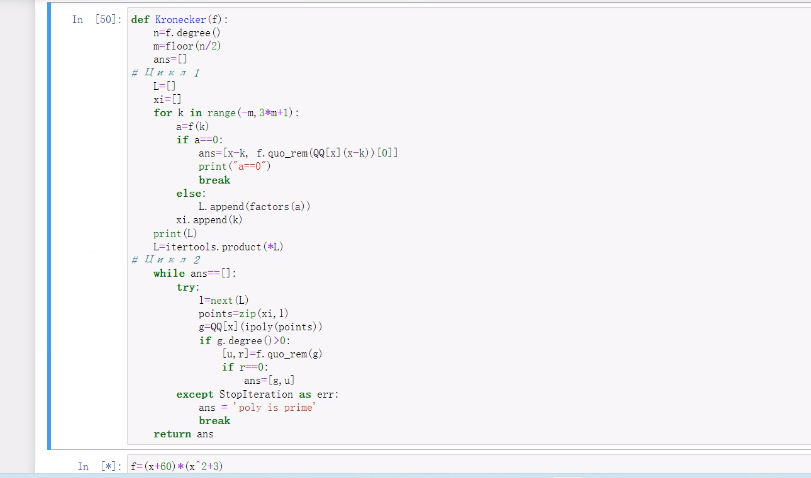 In [50]: def Kronecker(f):
    n=f.degree()
    m=floor(n/2)
    ans=[]
# Цикл 1
    L=[]
    xi=[]
    for k in range(-m,3*m+1):
        a=f(k)
        if a==0:
            ans=[x-k, f.quo_rem(QQ[x](x-k))[0]]
            print("a==0")
            break
        else:
            L.append(factors(a))
        xi.append(k)
    print(L)
    L=itertools.product(*L)
# Цикл 2
    while ans==[]:
        try:
            l=next(L)
            points=zip(xi,l)
            g=QQ[x](ipoly(points))
            if g.degree()>0:
                [u,r]=f.quo_rem(g)
                if r==0:
                    ans=[g,u]
        except StopIteration as err:
            ans = 'poly is prime'
            break
    return ans
In [*]: f=(x+60)*(x^2+3)